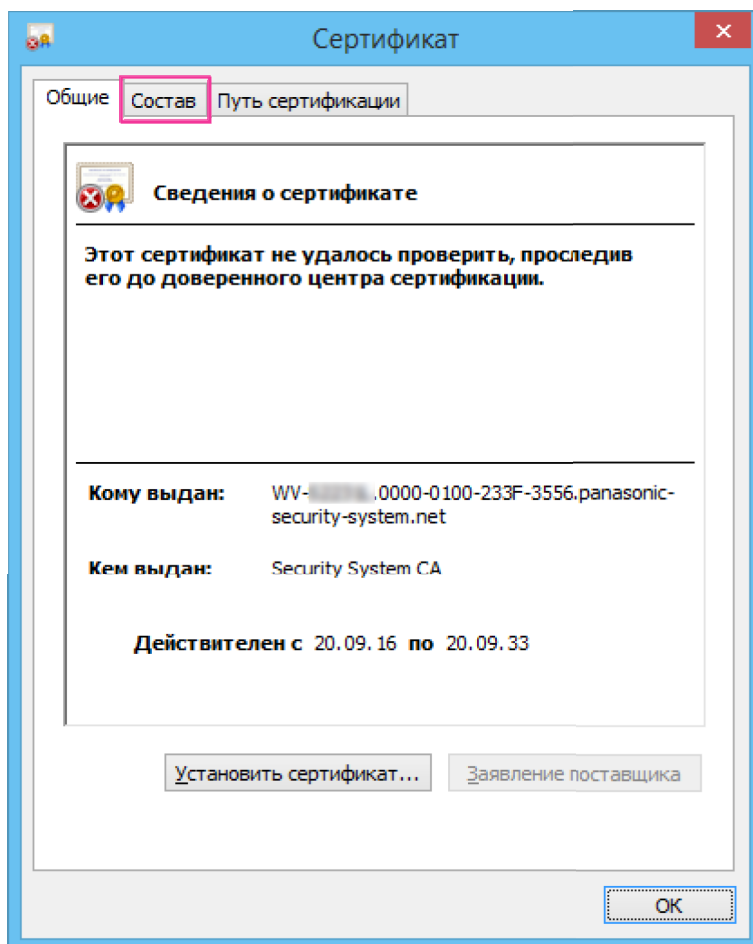 Сертификат
Общие Состав Путь сертификации
Сведения о сертификате
Этот сертификат не удалось проверить, проследив
его до доверенного центра сертификации.
Кому выдан: WV- .0000-0100-233F-3556.panasonic-
security-system.net
Кем выдан: Security System CA
Действителен с 20.09.16 по 20.09.33
Установить сертификат... Заявление поставщика
ОК